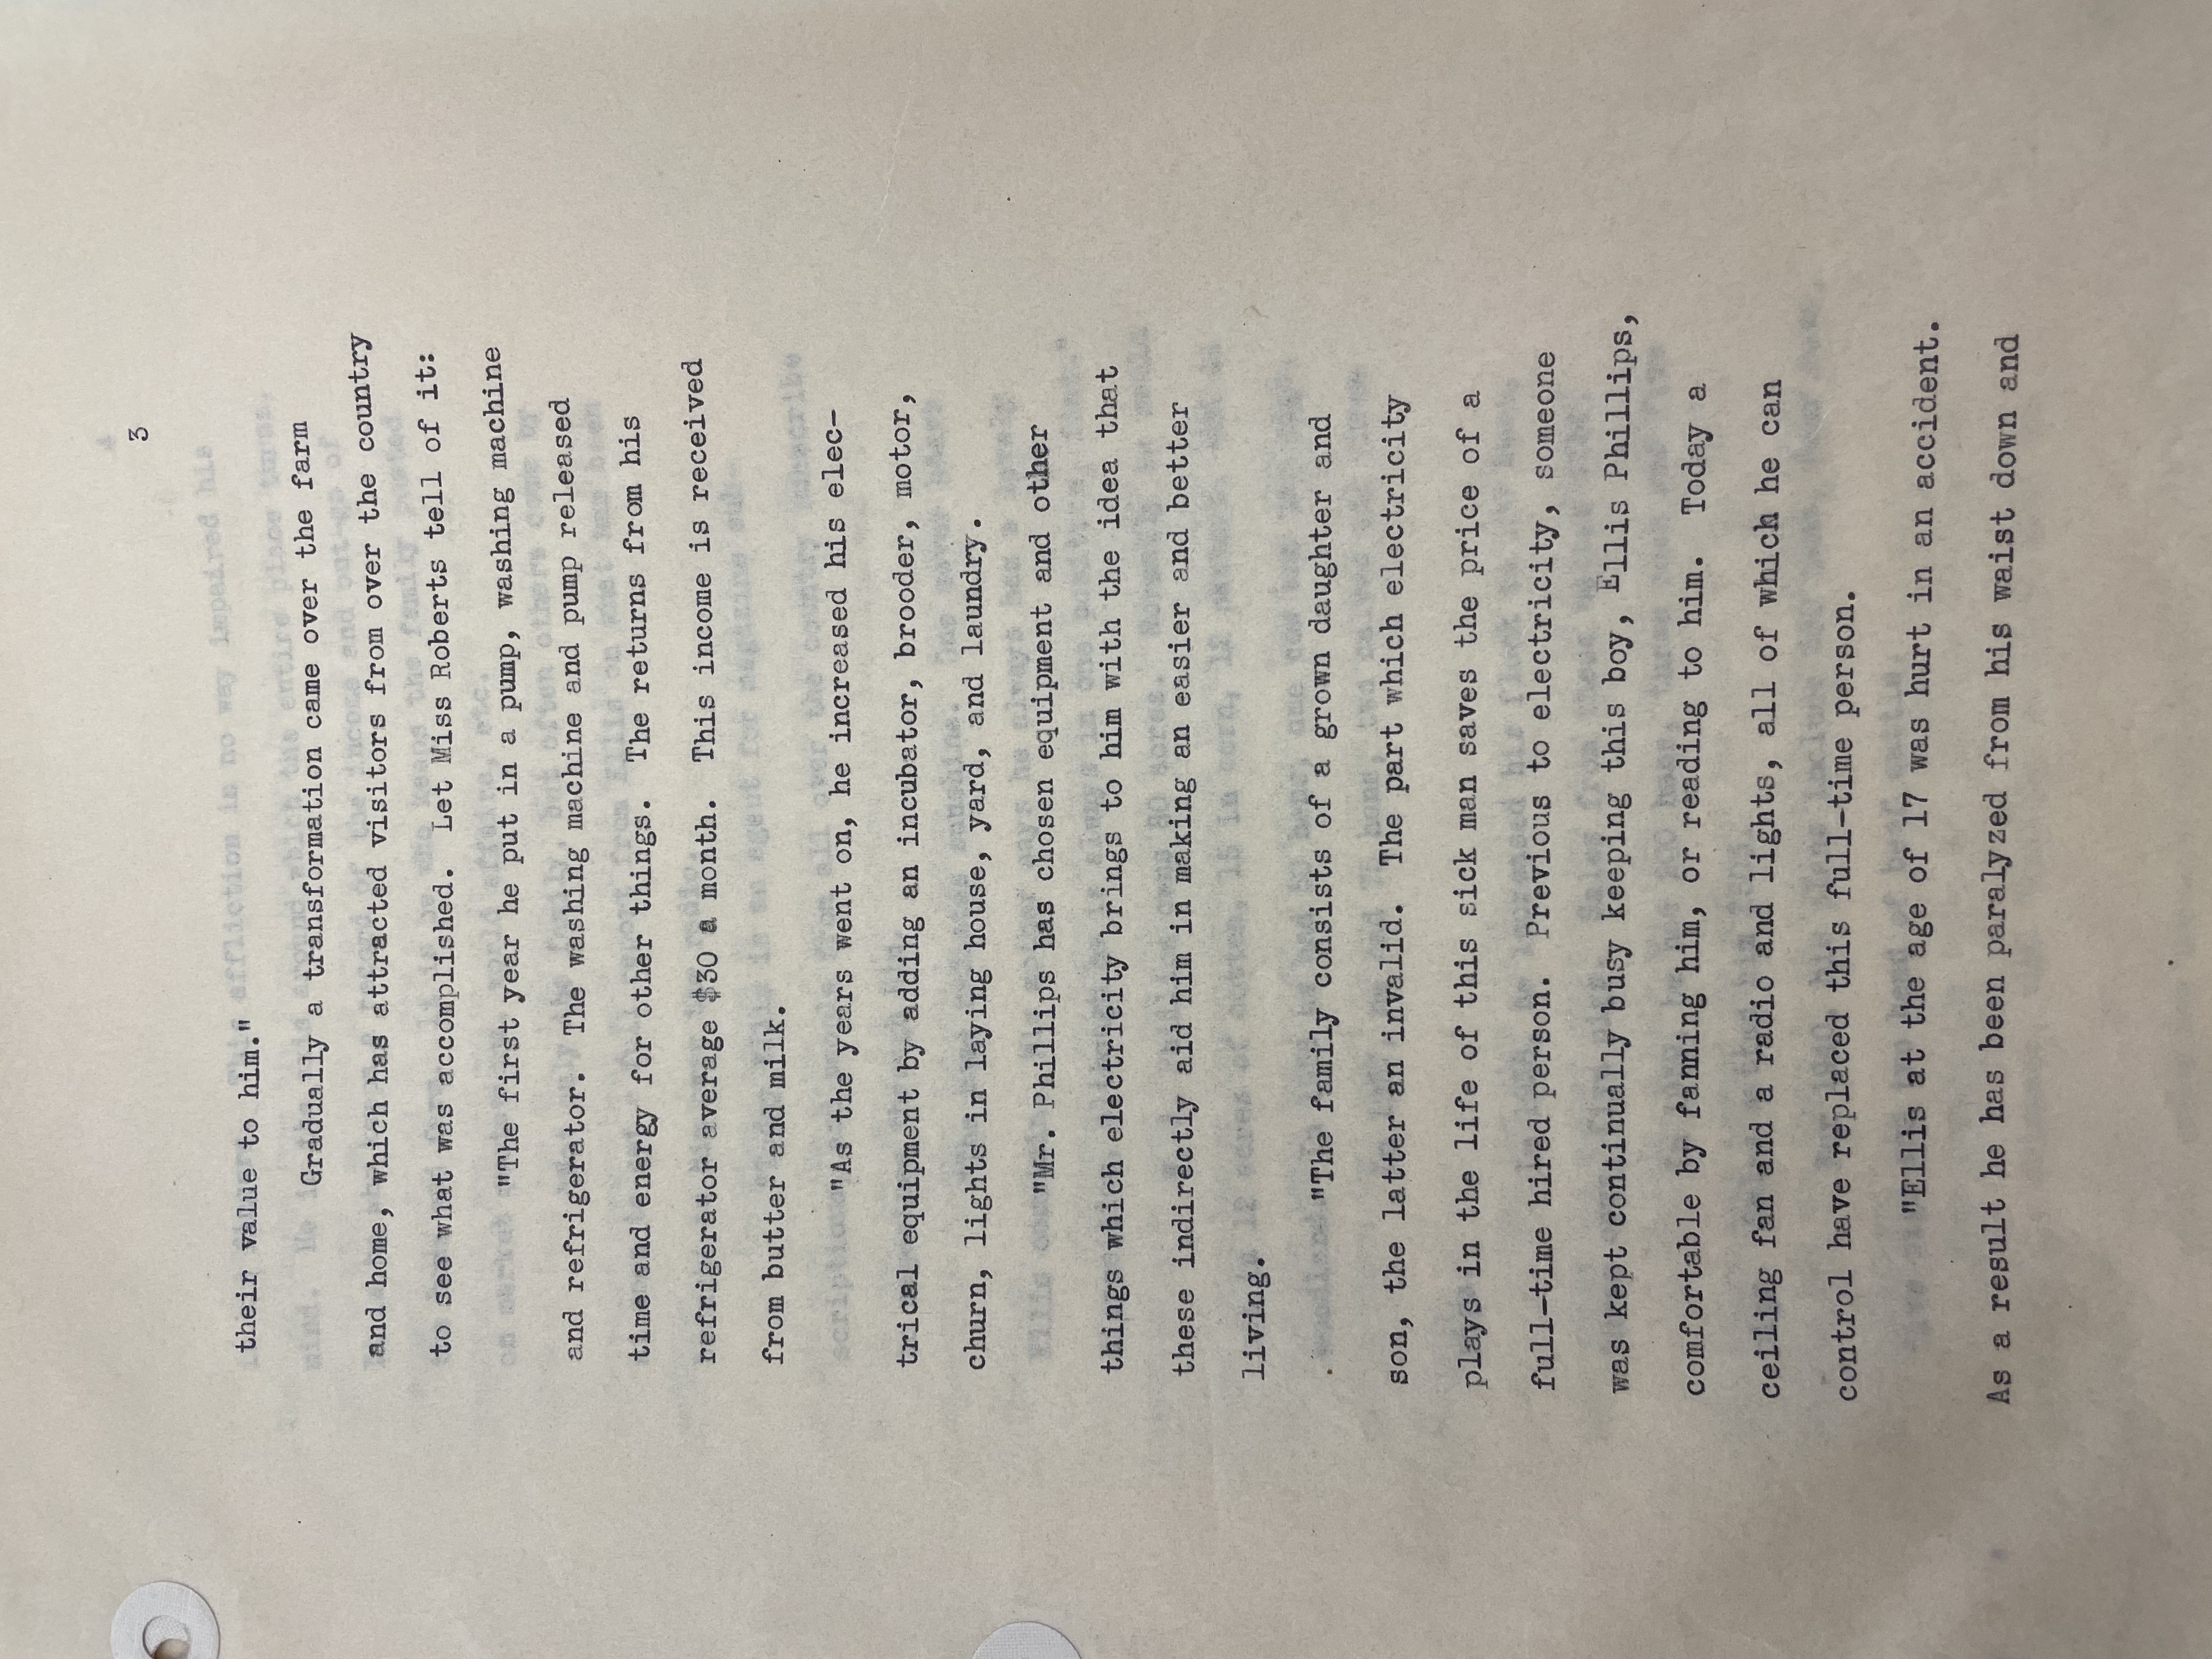 3
their value to him."
Gradually a transformation came over the farm
and home, which has attracted visitors from over the country
to see what was accomplished. Let Miss Roberts tell of it:
"The first year he put in a pump, washing machine
and refrigerator. The washing machine and pump released
time and energy for other things. The returns from his
refrigerator average $30 a month. This income is received
from butter and milk.
"As the years went on, he increased his elec-
trical equipment by adding an incubator, brooder, motor,
churn, lights in laying house, yard, and laundry.
"Mr. Phillips has chosen equipment and other
things which electricity brings to him with the idea that
these indirectly aid him in making an easier and better
living.
"The family consists of a grown daughter and
son, the latter an invalid. The part which electricity
plays in the life of this sick man saves the price of a
full-time hired person. Previous to electricity, someone
was kept continually busy keeping this boy, Ellis Phillips,
comfortable by fanning him, or reading to him. Today a
ceiling fan and a radio and lights, all of which he can
control have replaced this full-time person.
"Ellis at the age of 17 was hurt in an accident.
As a result he has been paralyzed from his waist down and